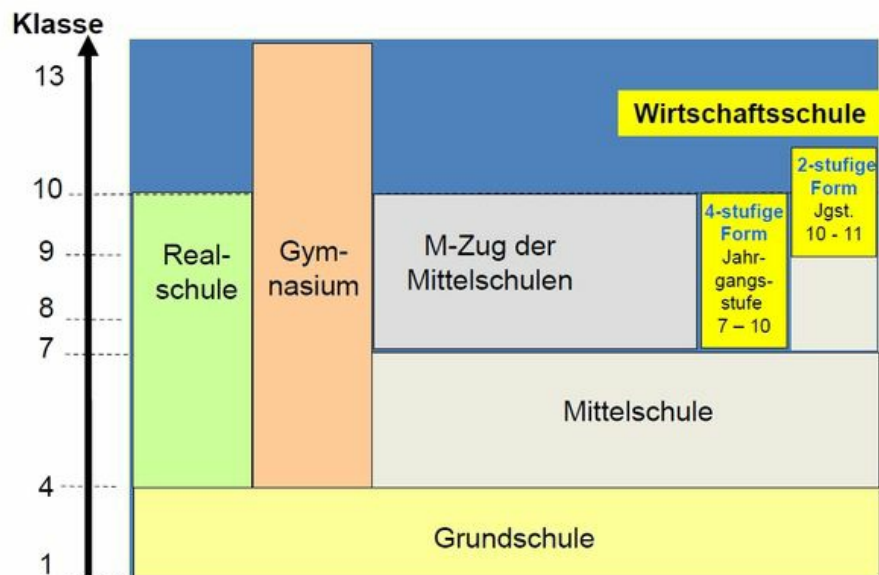 Klasse
13
10
9
8
7
4
1
Real-
schule
Gym-
nasium
M-Zug der
Mittelschulen
Wirtschaftsschule
4-stufige
Form
Jahr-
gangs-
stufe
7 – 10
2-stufige
Form
Jgst.
10 - 11
Mittelschule
Grundschule